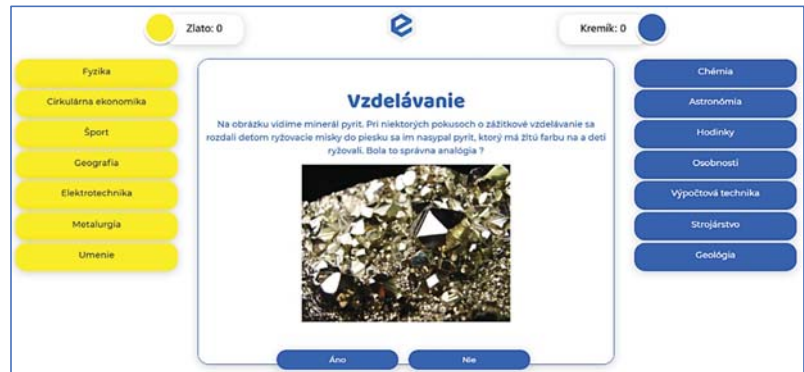 Zlato: 0
Kremík: 0
Fyzika
Cirkulárna ekonomika
Šport
Geografia
Elektrotechnika
Metalurgia
Umenie
Vzdelávanie
Na obrázku vidíme minerál pyrit. Pri niektorých pokusoch o zážitkové vzdelávanie sa
rozdali deťom ryžovacie misky do piesku sa im nasypal pyrit, ktorý má žltú farbu na a deti
ryžovali. Bola to správna analógia ?
Áno
Nie
Chémia
Astronómia
Hodinky
Osobnosti
Výpočtová technika
Strojárstvo
Geológia